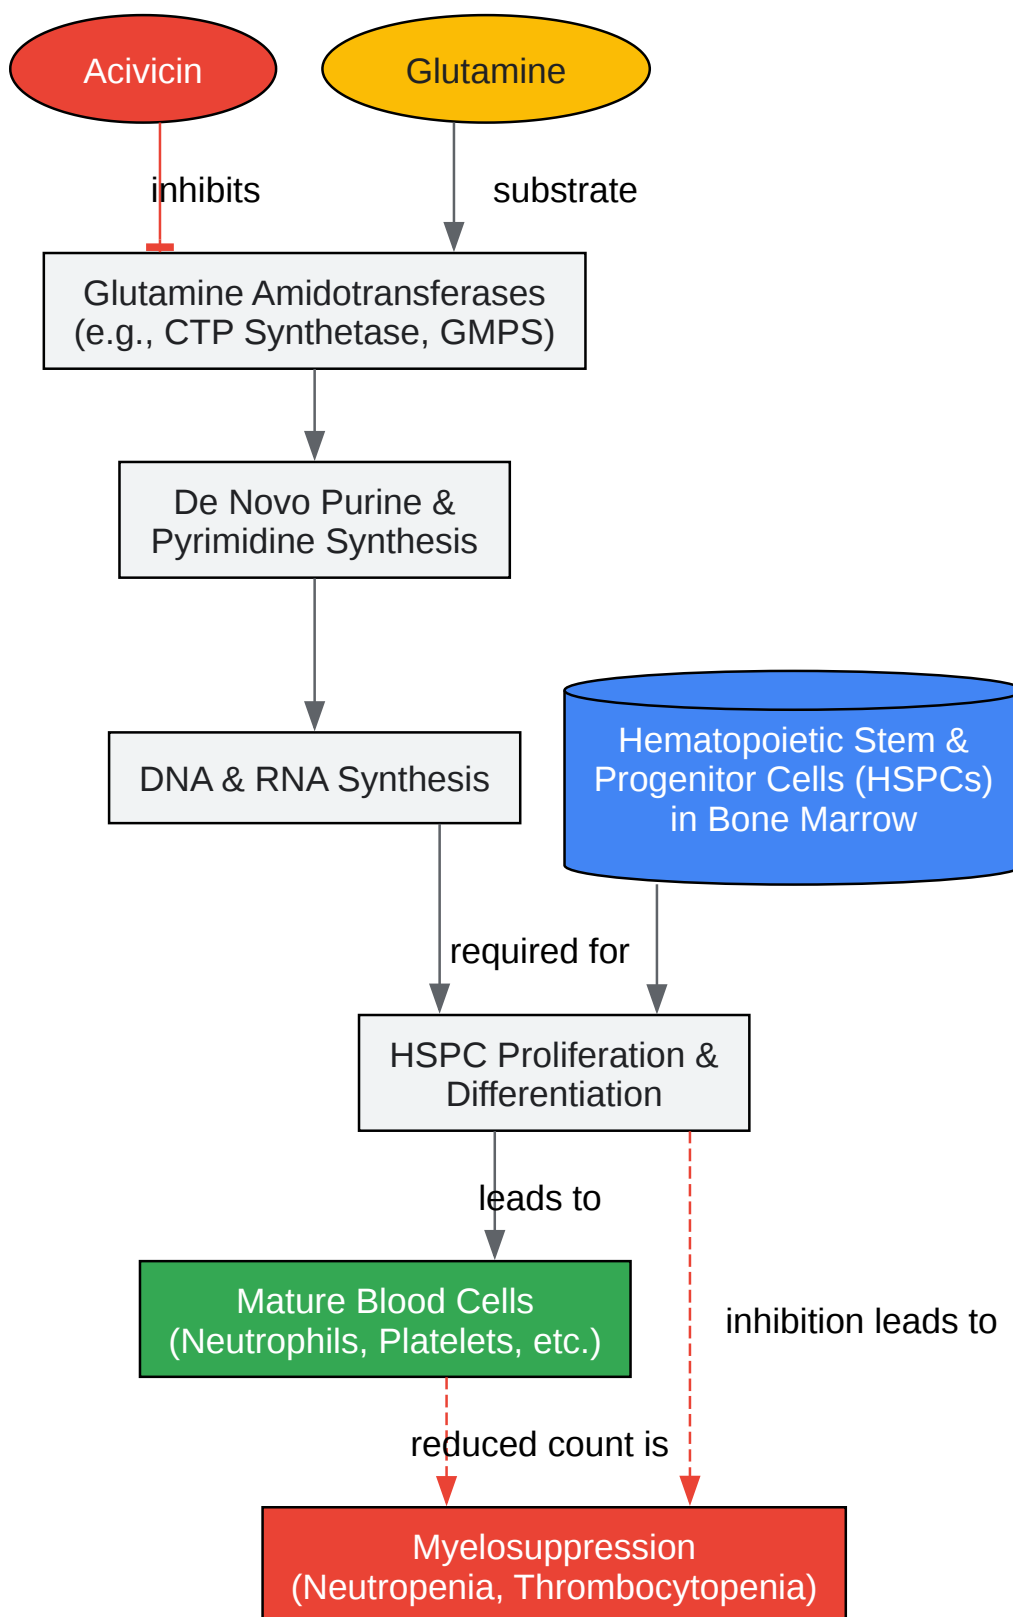 Acivicin
Glutamine
inhibits
substrate
Glutamine Amidotransferases
(e.g., CTP Synthetase, GMPS)
De Novo Purine &
Pyrimidine Synthesis
DNA & RNA Synthesis
Hematopoietic Stem &
Progenitor Cells (HSPCs)
in Bone Marrow
required for
HSPC Proliferation &
Differentiation
leads to
Mature Blood Cells
(Neutrophils, Platelets, etc.)
inhibition leads to
reduced count is
Myelosuppression
(Neutropenia, Thrombocytopenia)